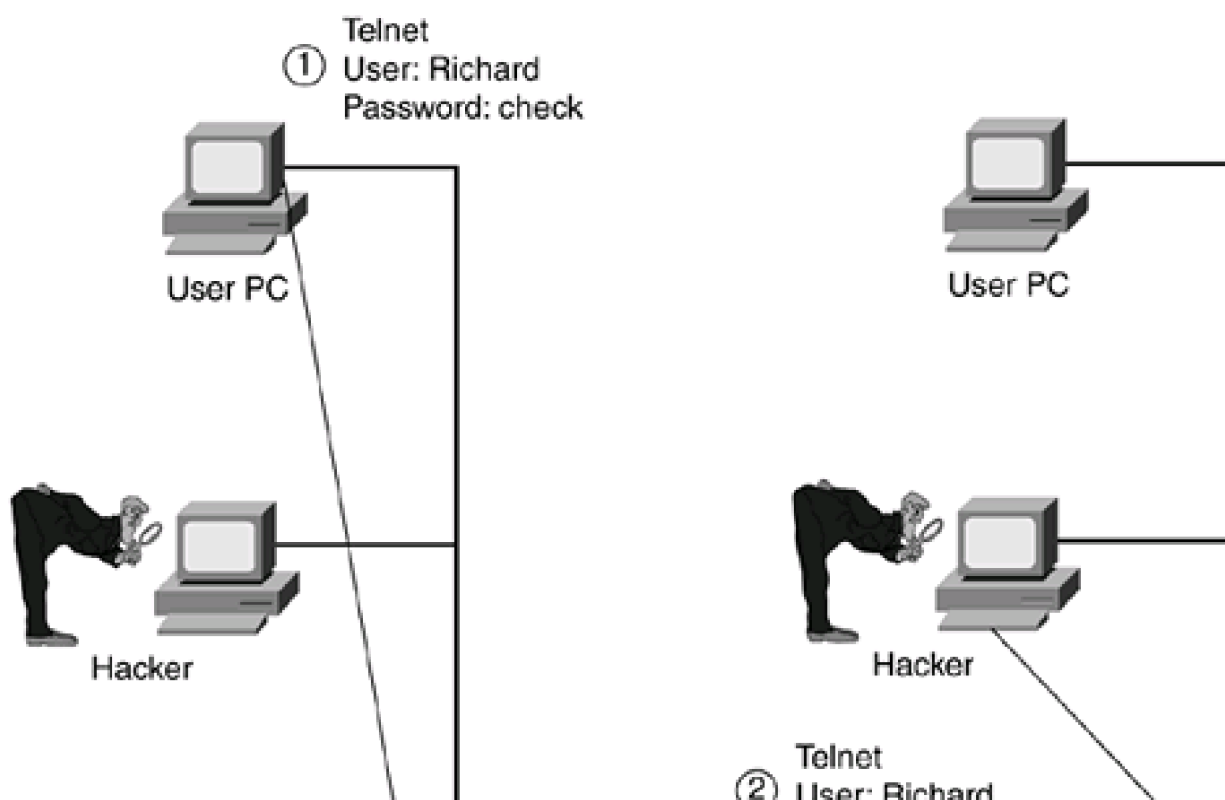 ① Telnet
User: Richard
Password: check
User PC
User PC
Hacker
Hacker
② Telnet
User: Richard